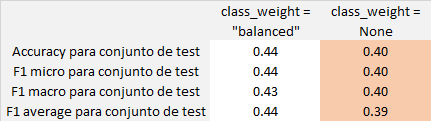 class_weight = "balanced" class_weight = None
Accuracy para conjunto de test 0.44 0.40
F1 micro para conjunto de test 0.44 0.40
F1 macro para conjunto de test 0.43 0.40
F1 average para conjunto de test 0.44 0.39